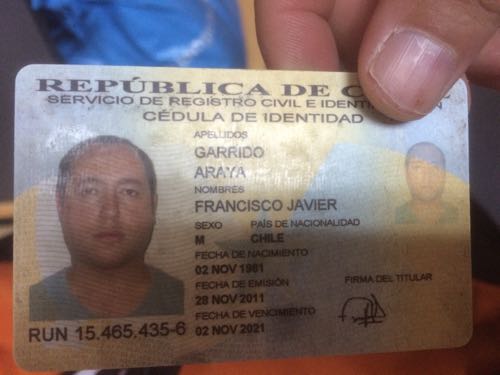 REPÚBLICA DE C
SERVICIO DE REGISTRO CIVIL E IDENTI ÓN
CÉDULA DE IDENTIDAD
APELLIDOS
GARRIDO
ARAYA
NOMBRES
FRANCISCO JAVIER
SEXO PAÍS DE NACIONALIDAD
M CHILE
FECHA DE NACIMIENTO
02 NOV 1981
FECHA DE EMISIÓN FIRMA DEL TITULAR
28 NOV 2011
FECHA DE VENCIMIENTO
RUN 15.465.435-6 02 NOV 2021